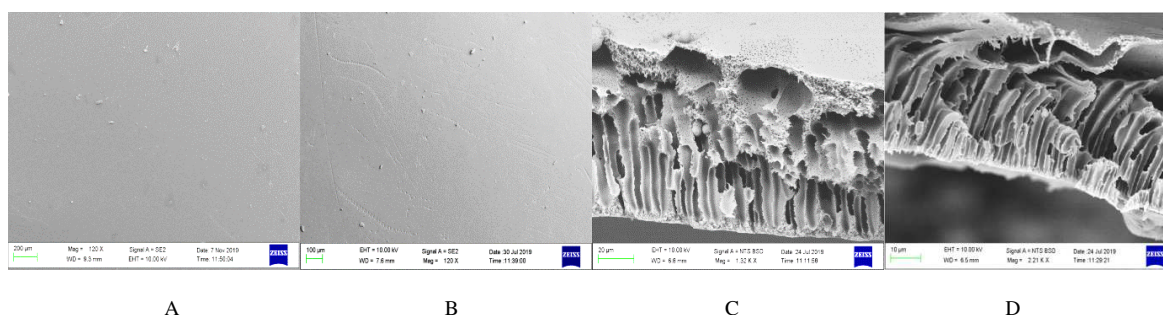 200 µm Mag = 120 X Signal A = SE2 Date :7 Nov 2019
WD = 9.3 mm EHT = 10.00 kV Time :11:50:04
ZEISS
100 µm EHT = 10.00 kV Signal A = SE2 Date :30 Jul 2019
WD = 7.6 mm Mag = 120 X Time :11:39:00
ZEISS
20 µm EHT = 10.00 kV Signal A = NTS BSD Date :24 Jul 2019
WD = 6.6 mm Mag = 1.32 K X Time :11:11:56
ZEISS
10 µm EHT = 10.00 kV Signal A = NTS BSD Date :24 Jul 2019
WD = 6.5 mm Mag = 2.21 K X Time :11:29:21
ZEISS
A B C D